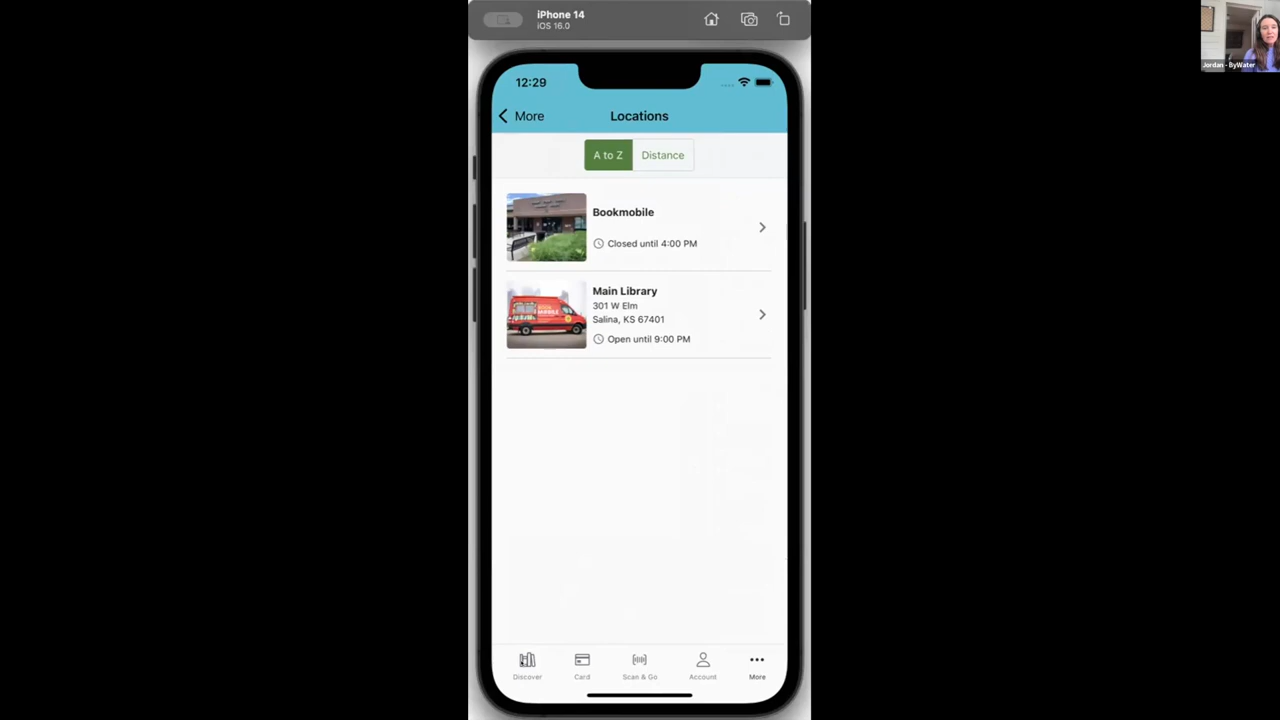 iPhone 14
iOS 16.0
12:29
More
Locations
A to Z
Distance
Bookmobile
Closed until 4:00 PM
Main Library
301 W Elm
Salina, KS 67401
Open until 9:00 PM
Discover
Card
Scan & Go
Account
More
Jordan - ByWater